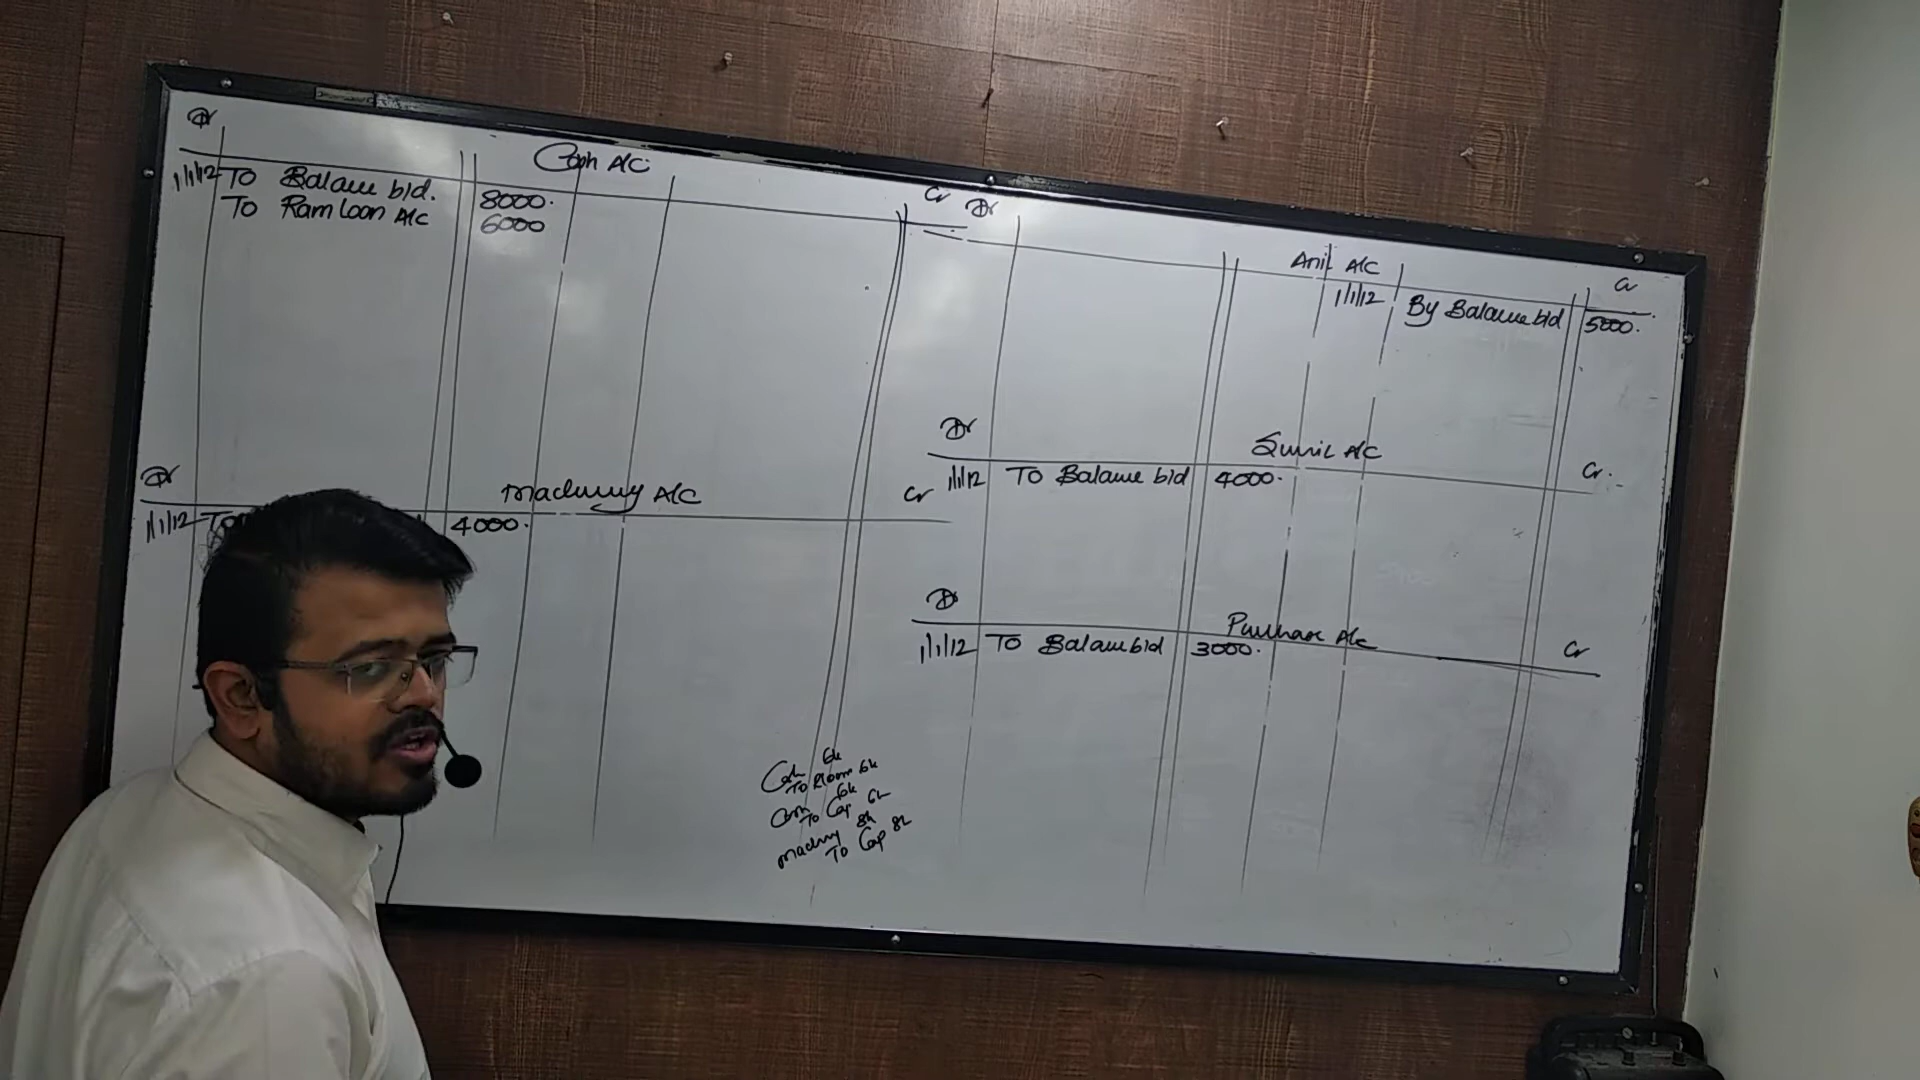 Dr
Cash A/C
Cr
1/1/12 To Balance b/d. 8000.
To Ram Loan A/c 6000
Dr
Machinery A/C
Cr
1/1/12 To 4000.
Dr
Anil A/C
Cr
1/1/12 By Balance b/d 5000.
Dr
Sunil A/C
Cr.
1/1/12 To Balance b/d 4000.
Dr
Purchase A/c
Cr
1/1/12 To Balance b/d 3000.
Cash 6k
To R loan 6k
Cash 6k
To Cap 6k
machinery 8k
To Cap 8k